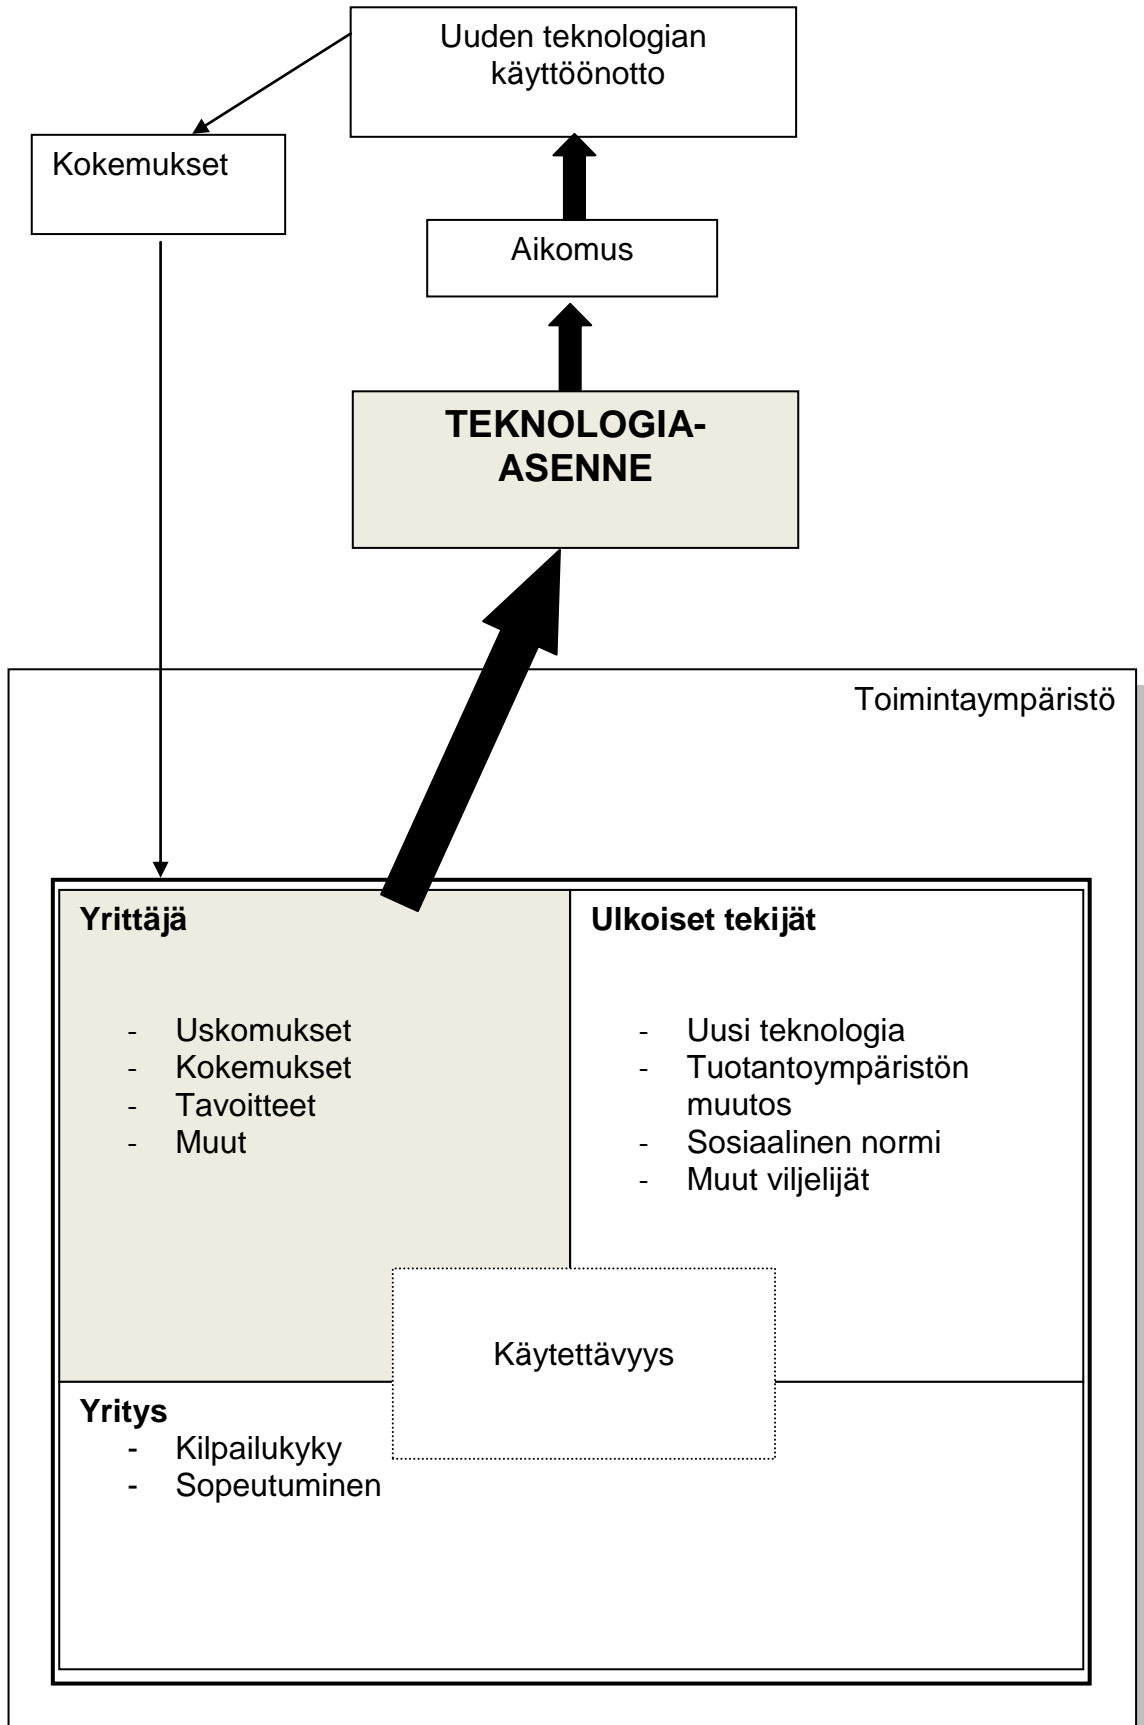 Uuden teknologian
käyttöönotto
Kokemukset
Aikomus
TEKNOLOGIA-
ASENNE
Toimintaympäristö
Yrittäjä
- Uskomukset
- Kokemukset
- Tavoitteet
- Muut
Ulkoiset tekijät
- Uusi teknologia
- Tuotantoympäristön
muutos
- Sosiaalinen normi
- Muut viljelijät
Käytettävyys
Yritys
- Kilpailukyky
- Sopeutuminen